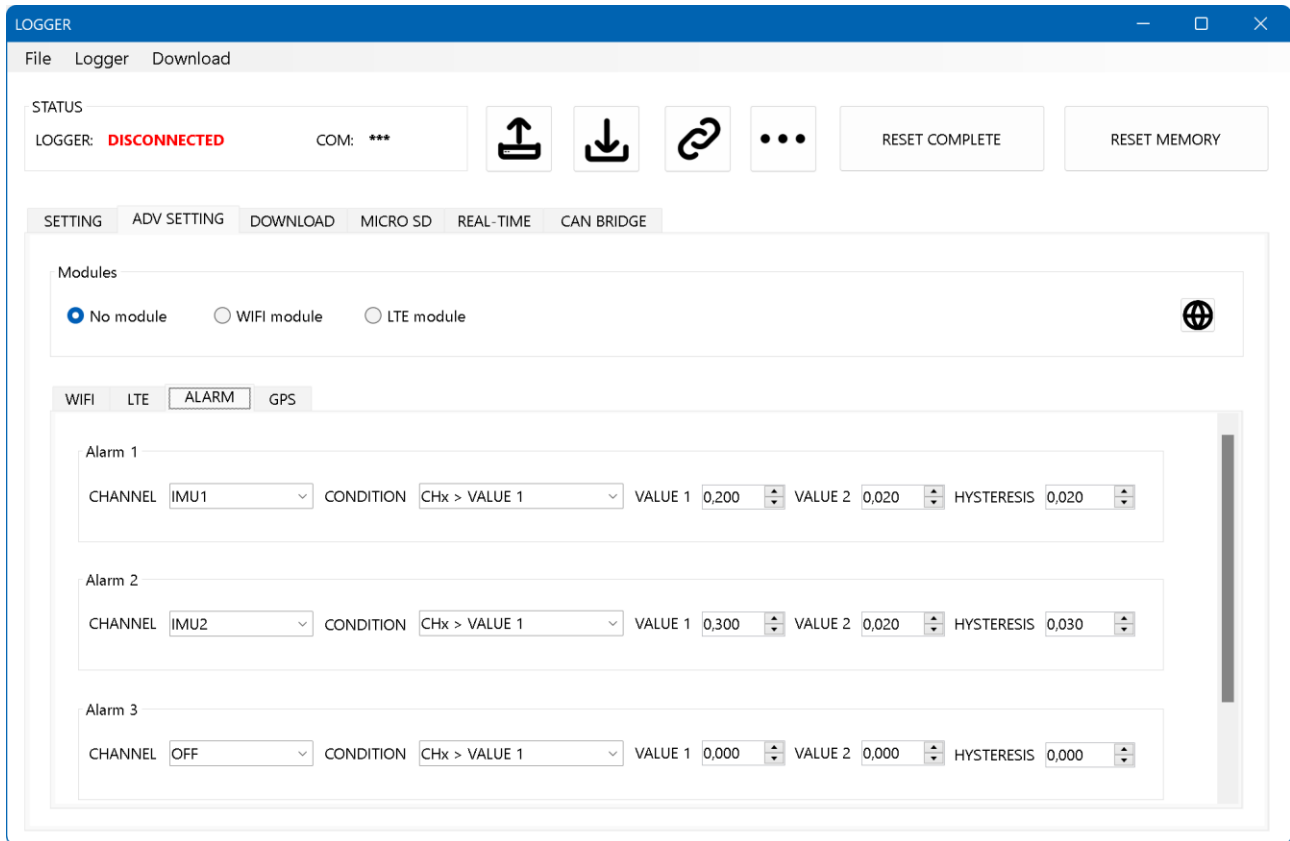 LOGGER
File Logger Download
STATUS
LOGGER: DISCONNECTED COM: ***
RESET COMPLETE
RESET MEMORY
SETTING ADV SETTING DOWNLOAD MICRO SD REAL-TIME CAN BRIDGE
Modules
No module WIFI module LTE module
WIFI LTE ALARM GPS
Alarm 1
CHANNEL IMU1 CONDITION CHx > VALUE 1 VALUE 1 0,200 VALUE 2 0,020 HYSTERESIS 0,020
Alarm 2
CHANNEL IMU2 CONDITION CHx > VALUE 1 VALUE 1 0,300 VALUE 2 0,020 HYSTERESIS 0,030
Alarm 3
CHANNEL OFF CONDITION CHx > VALUE 1 VALUE 1 0,000 VALUE 2 0,000 HYSTERESIS 0,000